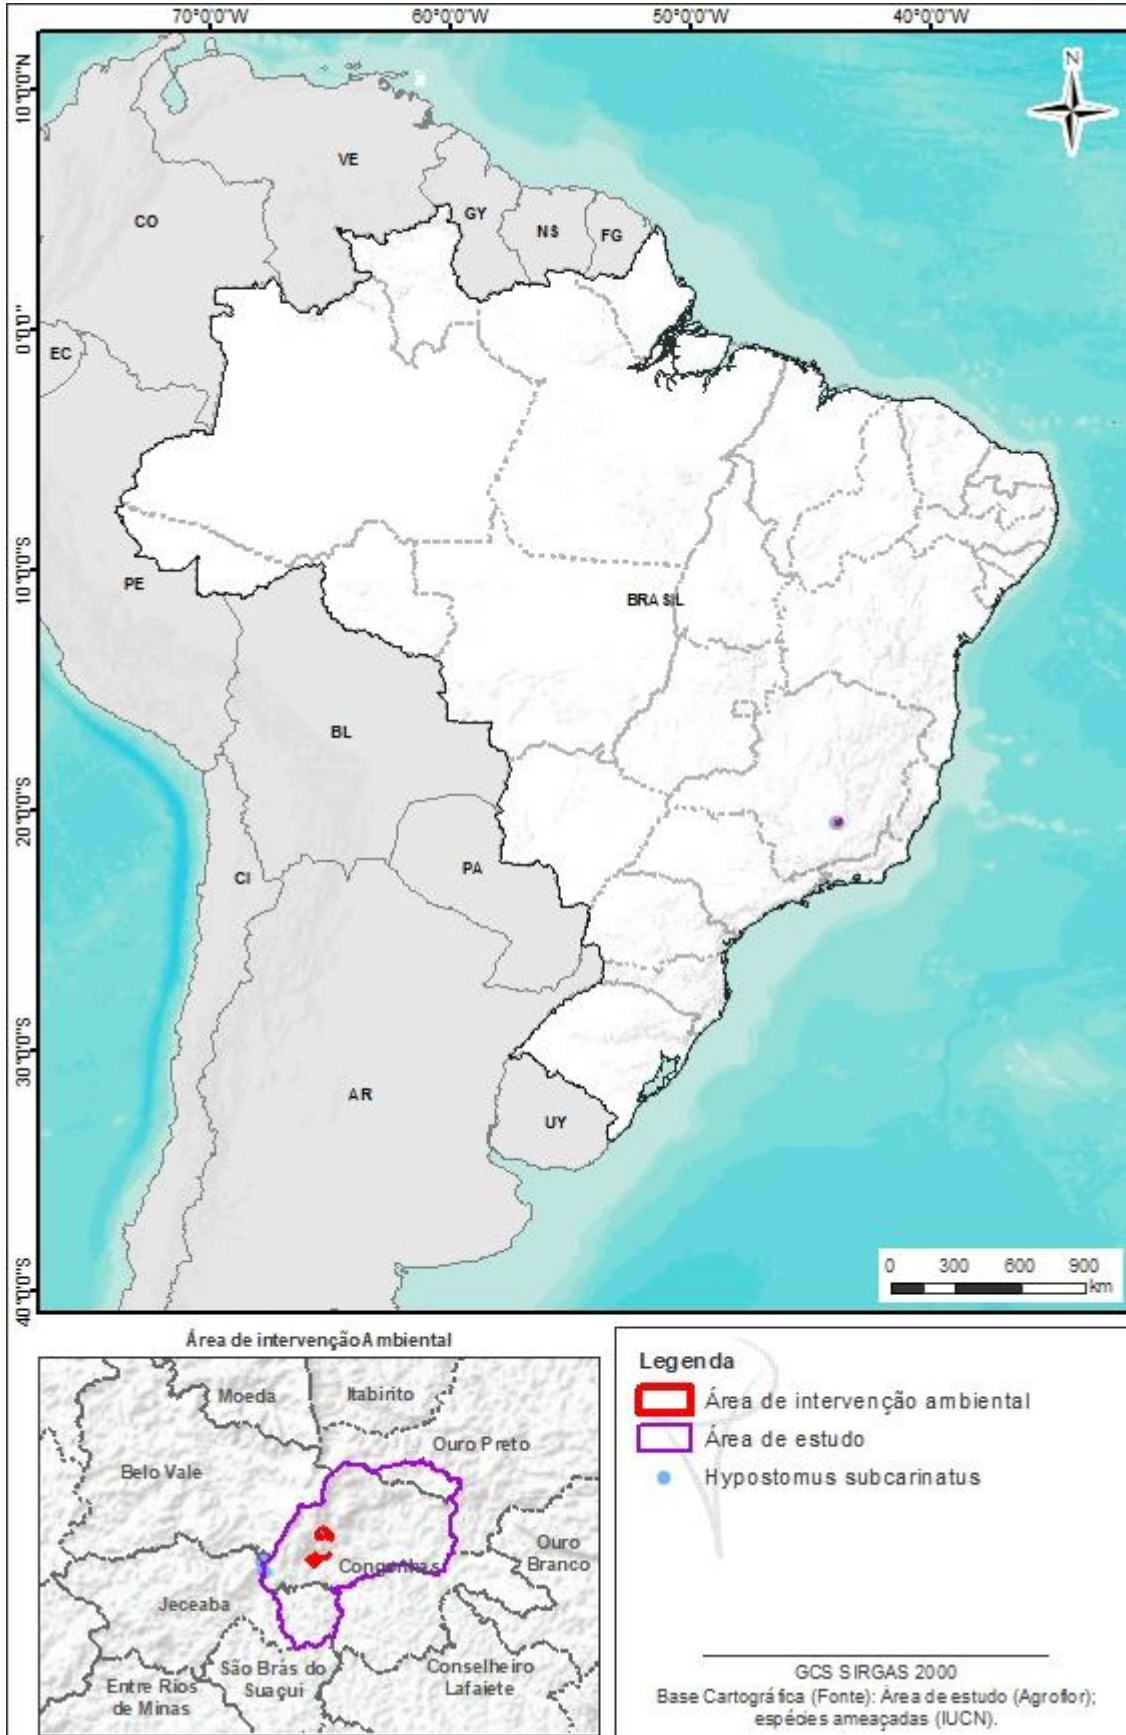 70°0'0"W 60°0'0"W 50°0'0"W 40°0'0"W
N
10°0'0"N
VE
CO
GY
NS
FG
0°0'0"
EC
BRASIL
10°0'0"S
PE
BL
20°0'0"S
PA
CI
30°0'0"S
AR
UY
0 300 600 900
km
40°0'0"S
Área de intervenção Ambiental
Moeda
Itabirito
Ouro Preto
Belo Vale
Ouro
Branco
Congonhas
Jeceaba
São Brás do
Suaçuí
Conselheiro
Lafaiete
Entre Rios
de Minas
Legenda
Área de intervenção ambiental
Área de estudo
Hypostomus subcarinatus
GCS SIRGAS 2000
Base Cartográfica (Fonte): Área de estudo (Agroflor);
espécies ameaçadas (IUCN).